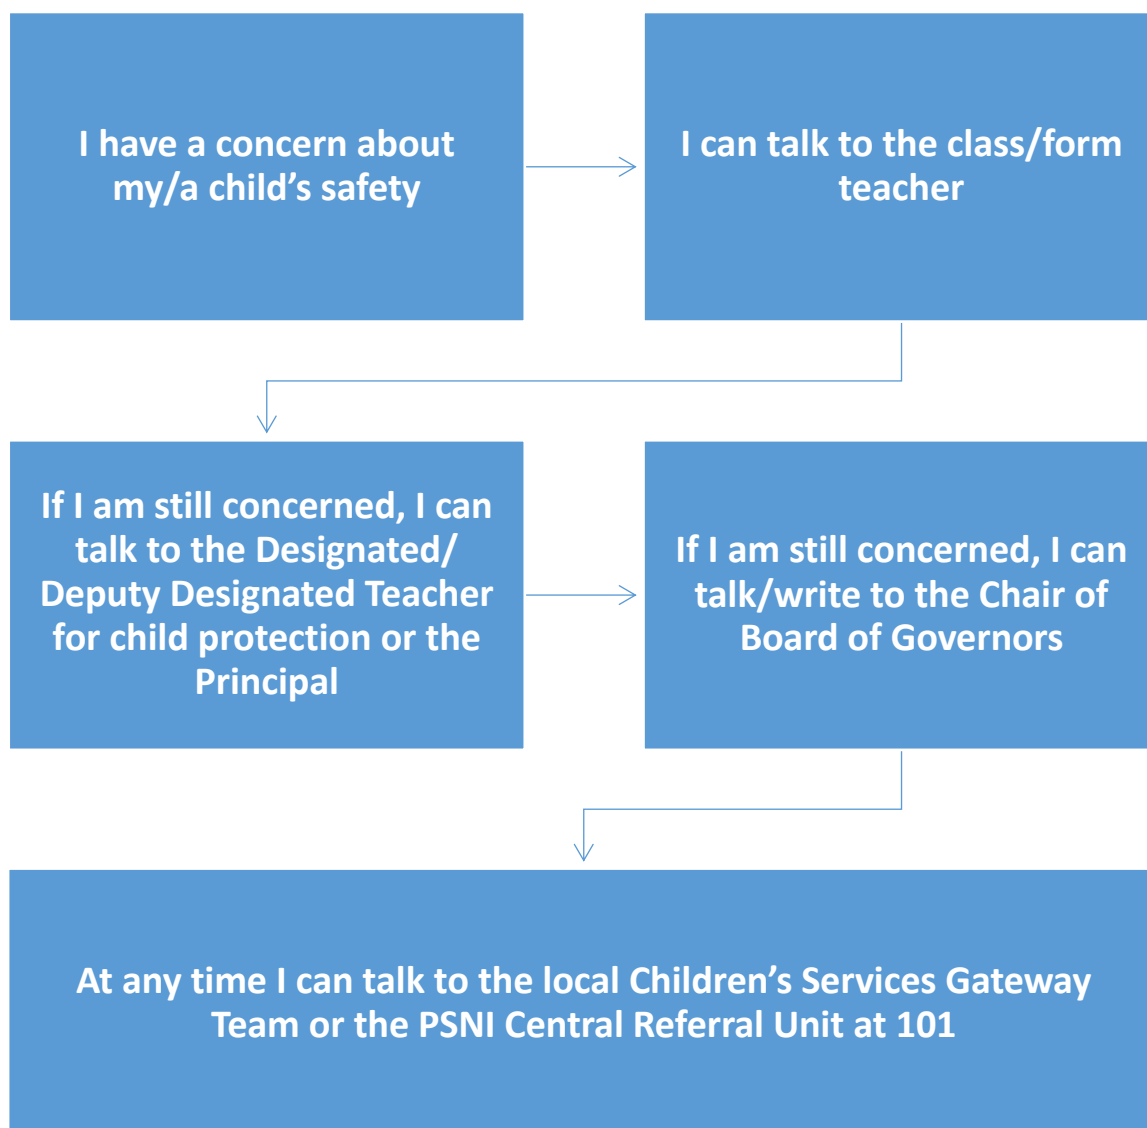 I have a concern about
my/a child’s safety
I can talk to the class/form
teacher
If I am still concerned, I can
talk to the Designated/
Deputy Designated Teacher
for child protection or the
Principal
If I am still concerned, I can
talk/write to the Chair of
Board of Governors
At any time I can talk to the local Children’s Services Gateway
Team or the PSNI Central Referral Unit at 101